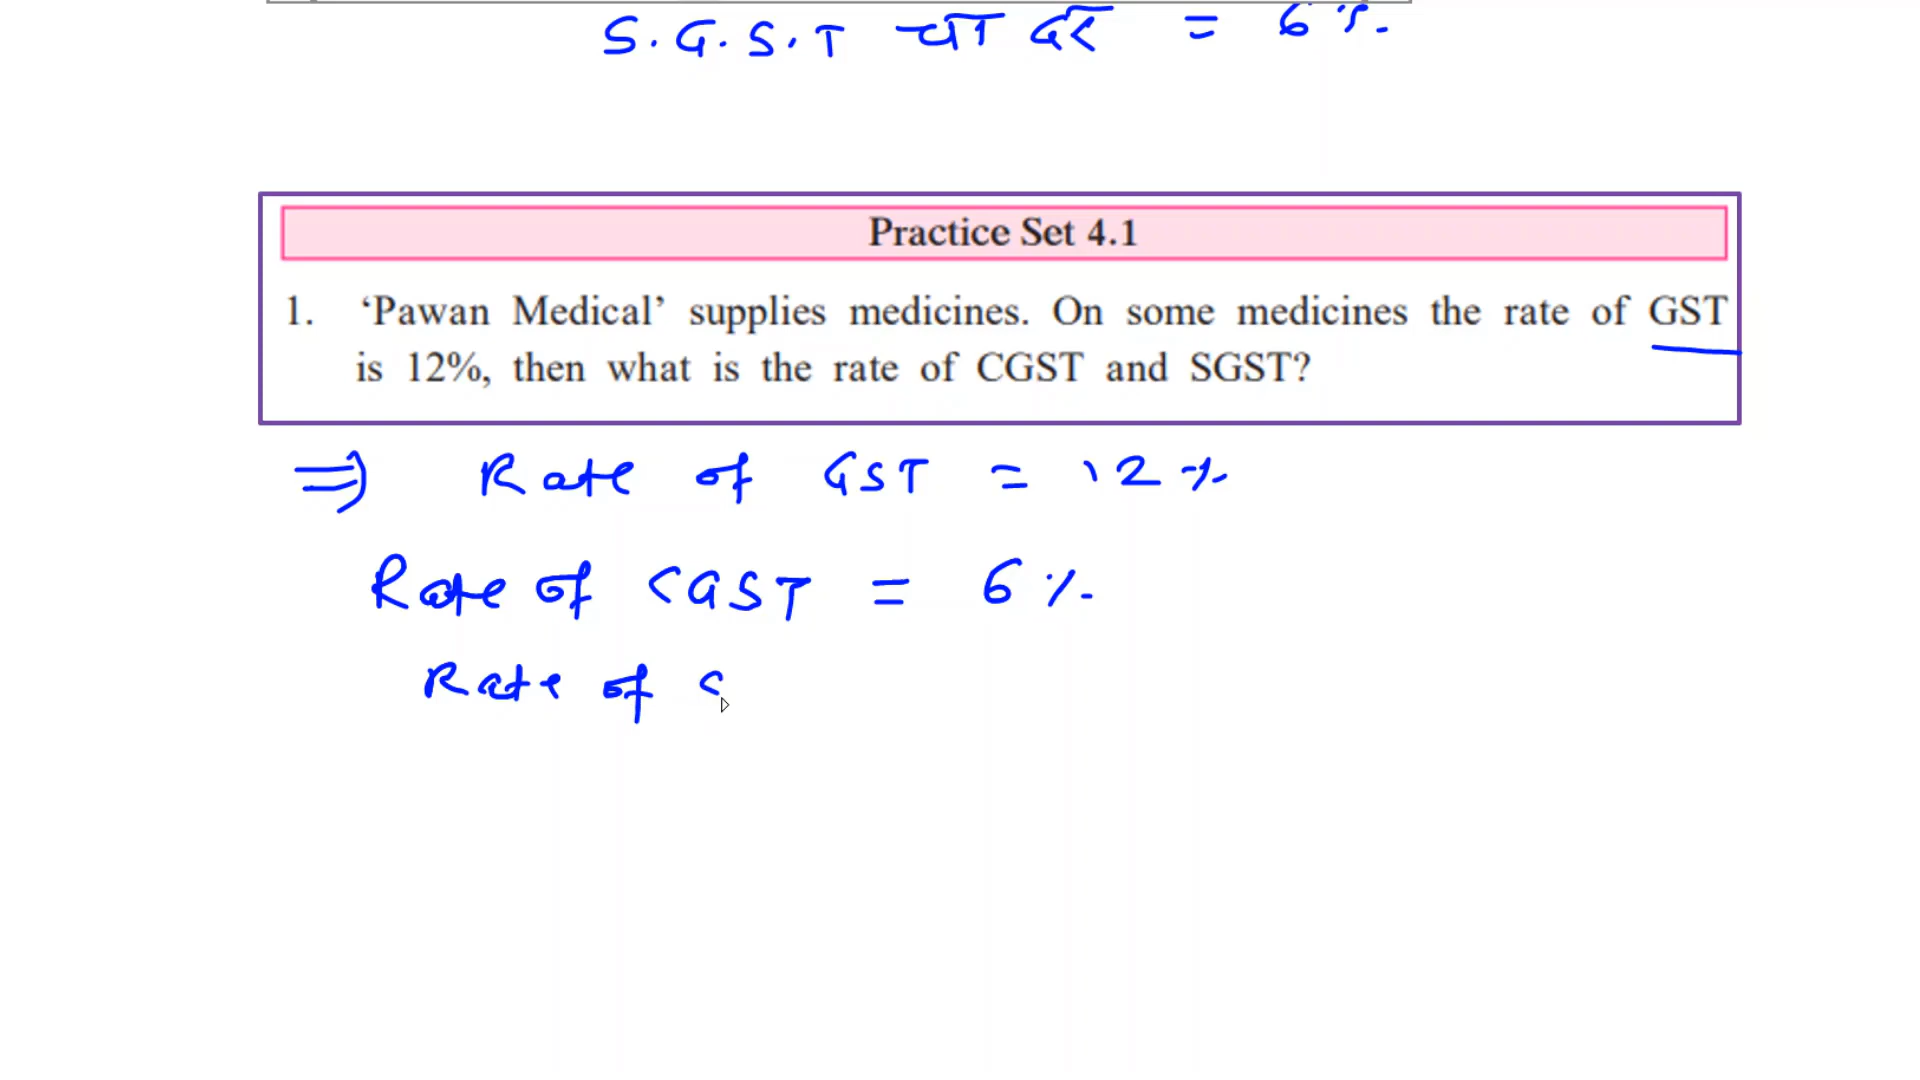 S.G.S.T चा दर = 6%
Practice Set 4.1
1. ‘Pawan Medical’ supplies medicines. On some medicines the rate of GST
is 12%, then what is the rate of CGST and SGST?
⇒ Rate of GST = 12%
Rate of CGST = 6%
Rate of S